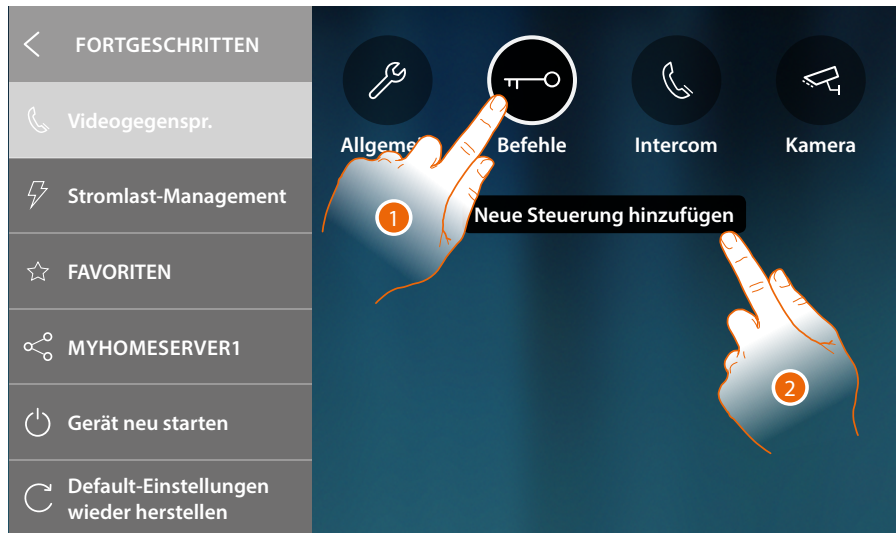 FORTGESCHRITTEN
Videogegenspr.
Stromlast-Management
FAVORITEN
MYHOMESERVER1
Gerät neu starten
Default-Einstellungen
wieder herstellen
Befehle
Intercom
Kamera
Neue Steuerung hinzufügen
1
2